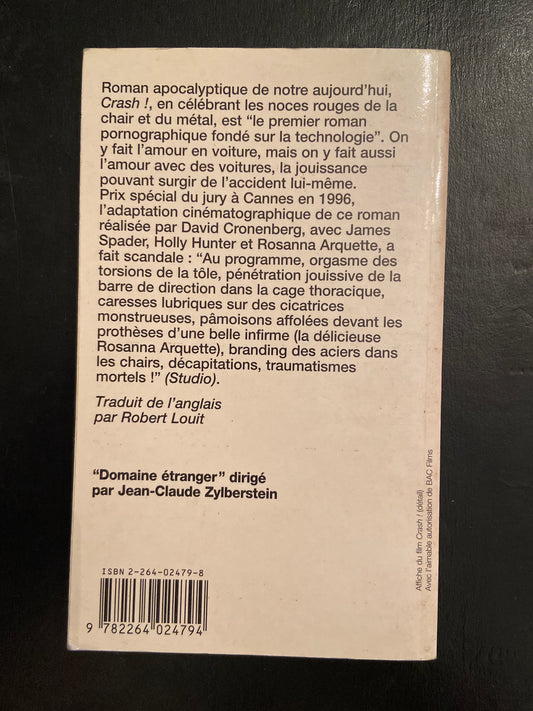 Roman apocalyptique de notre aujourd'hui,
Crash !, en célébrant les noces rouges de la
chair et du métal, est “le premier roman
pornographique fondé sur la technologie”. On
y fait l'amour en voiture, mais on y fait aussi
l'amour avec des voitures, la jouissance
pouvant surgir de l'accident lui-même.
Prix spécial du jury à Cannes en 1996,
l'adaptation cinématographique de ce roman
réalisée par David Cronenberg, avec James
Spader, Holly Hunter et Rosanna Arquette, a
fait scandale : “Au programme, orgasme des
torsions de la tôle, pénétration jouissive de la
barre de direction dans la cage thoracique,
caresses lubriques sur des cicatrices
monstrueuses, pâmoisons affolées devant les
prothèses d'une belle infirme (la délicieuse
Rosanna Arquette), branding des aciers dans
les chairs, décapitations, traumatismes
mortels !” (Studio).
Traduit de l'anglais
par Robert Louit
“Domaine étranger” dirigé
par Jean-Claude Zylberstein
ISBN 2-264-02479-8
9 782264 024794
Affiche du film Crash ! (détail)
Avec l'aimable autorisation de BAC Films